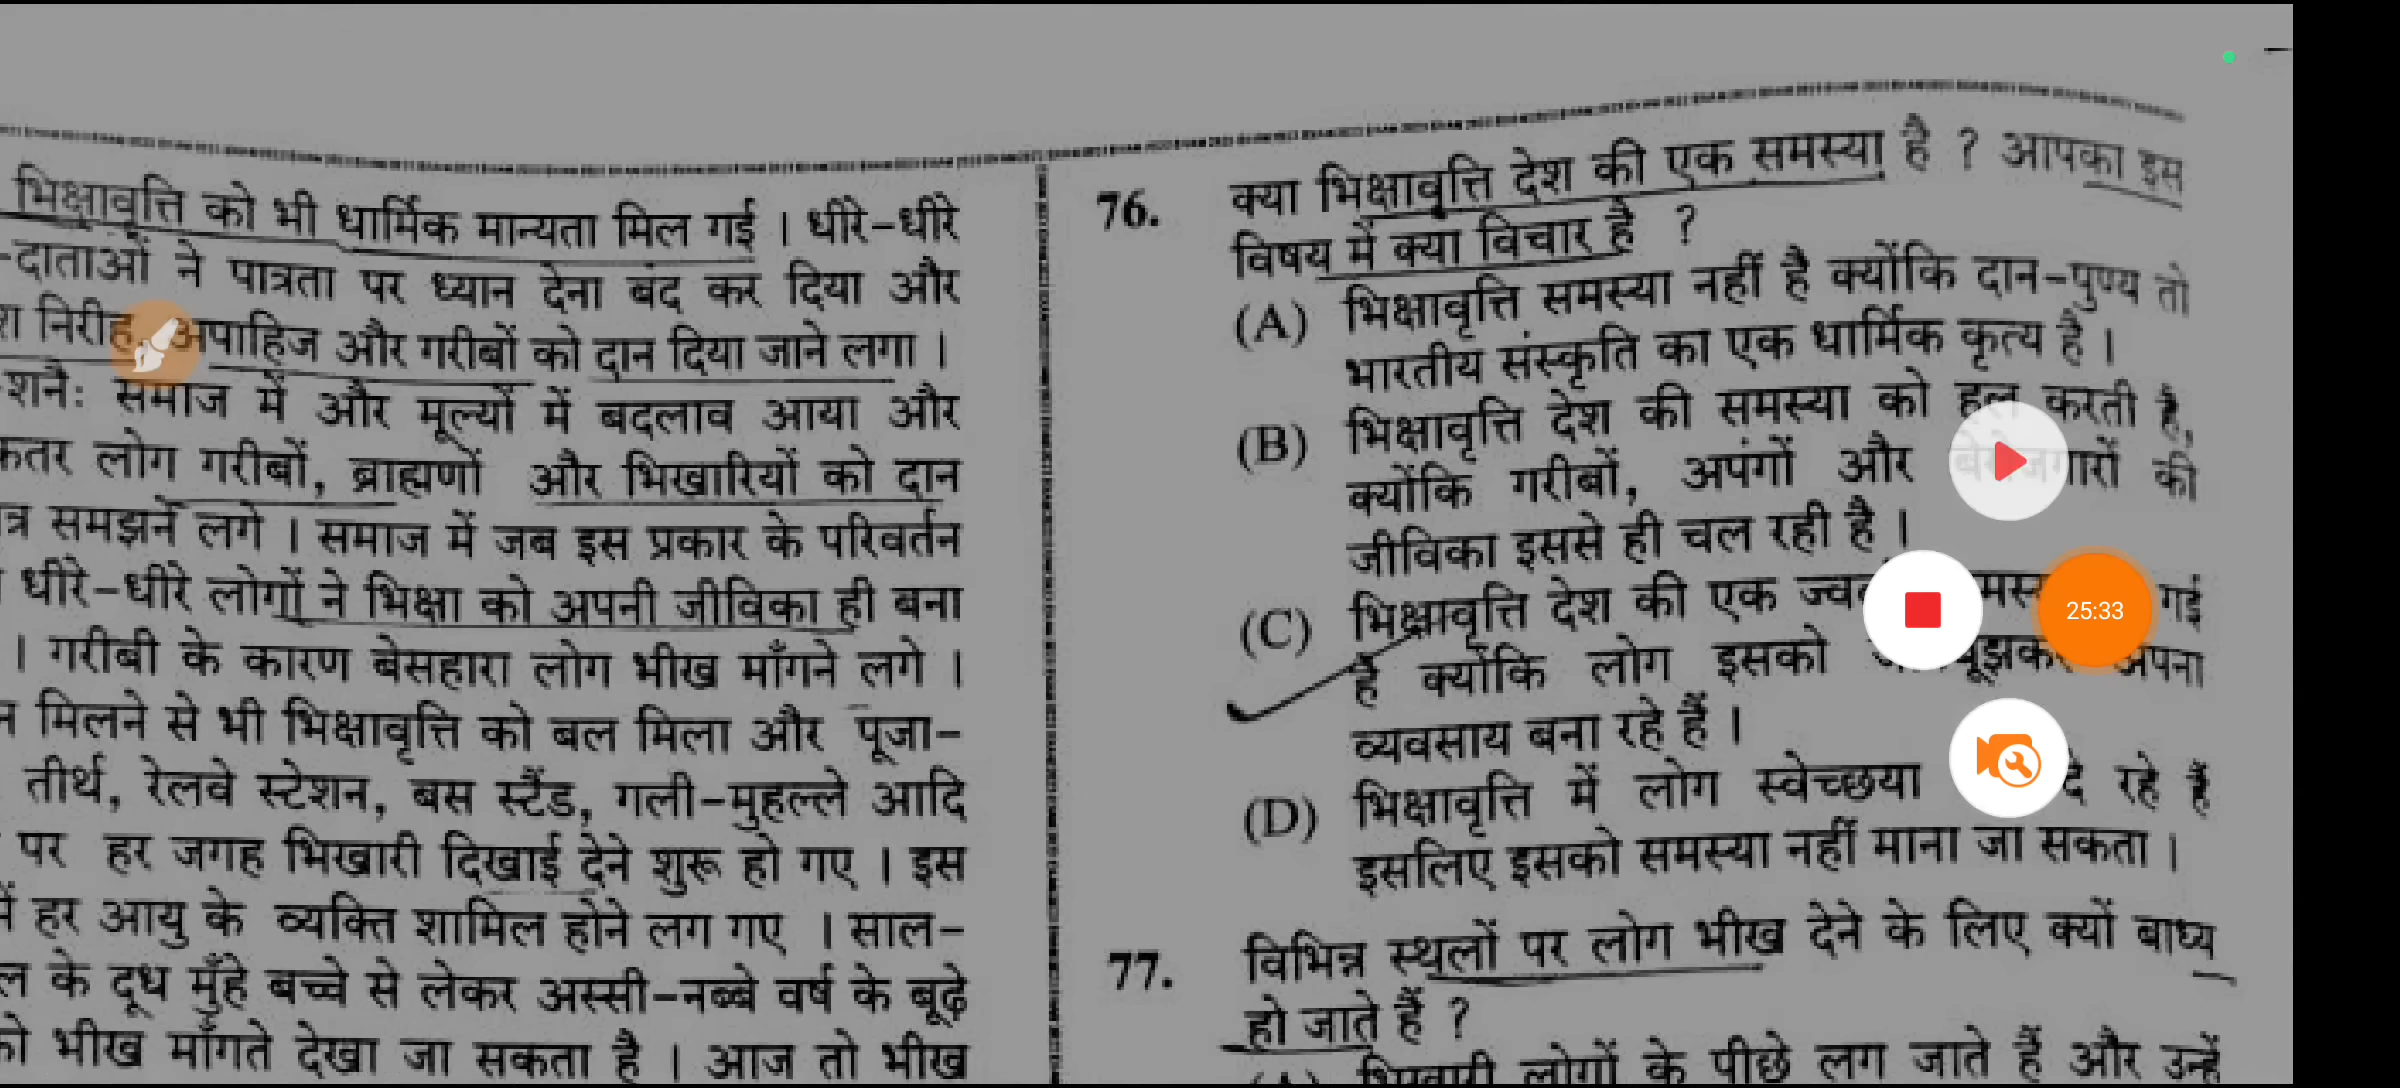 भिक्षावृत्ति को भी धार्मिक मान्यता मिल गई । धीरे-धीरे
-दाताओं ने पात्रता पर ध्यान देना बंद कर दिया और
निरीह, अपाहिज और गरीबों को दान दिया जाने लगा ।
-शनैः समाज में और मूल्यों में बदलाव आया और
लोग गरीबों, ब्राह्मणों और भिखारियों को दान
समझने लगे । समाज में जब इस प्रकार के परिवर्तन
धीरे-धीरे लोगों ने भिक्षा को अपनी जीविका ही बना
। गरीबी के कारण बेसहारा लोग भीख माँगने लगे ।
मिलने से भी भिक्षावृत्ति को बल मिला और पूजा-
तीर्थ, रेलवे स्टेशन, बस स्टैंड, गली-मुहल्ले आदि
पर हर जगह भिखारी दिखाई देने शुरू हो गए । इस
में हर आयु के व्यक्ति शामिल होने लग गए । साल-
के दूध मुँहे बच्चे से लेकर अस्सी-नब्बे वर्ष के बूढ़े
को भीख माँगते देखा जा सकता है । आज तो भीख
76. क्या भिक्षावृत्ति देश की एक समस्या है ? आपका इस
विषय में क्या विचार है ?
(A) भिक्षावृत्ति समस्या नहीं है क्योंकि दान-पुण्य तो
भारतीय संस्कृति का एक धार्मिक कृत्य है ।
(B) भिक्षावृत्ति देश की समस्या को हल करती है,
क्योंकि गरीबों, अपंगों और बेरोजगारों की
जीविका इससे ही चल रही है ।
(C) भिक्षावृत्ति देश की एक गई
है क्योंकि लोग इसको अपना
व्यवसाय बना रहे हैं ।
(D) भिक्षावृत्ति में लोग स्वेच्छया दे रहे हैं
इसलिए इसको समस्या नहीं माना जा सकता ।
77. विभिन्न स्थलों पर लोग भीख देने के लिए क्यों बाध्य
हो जाते हैं ?
(A) भिखारी लोगों के पीछे लग जाते हैं और उन्हें
25:33